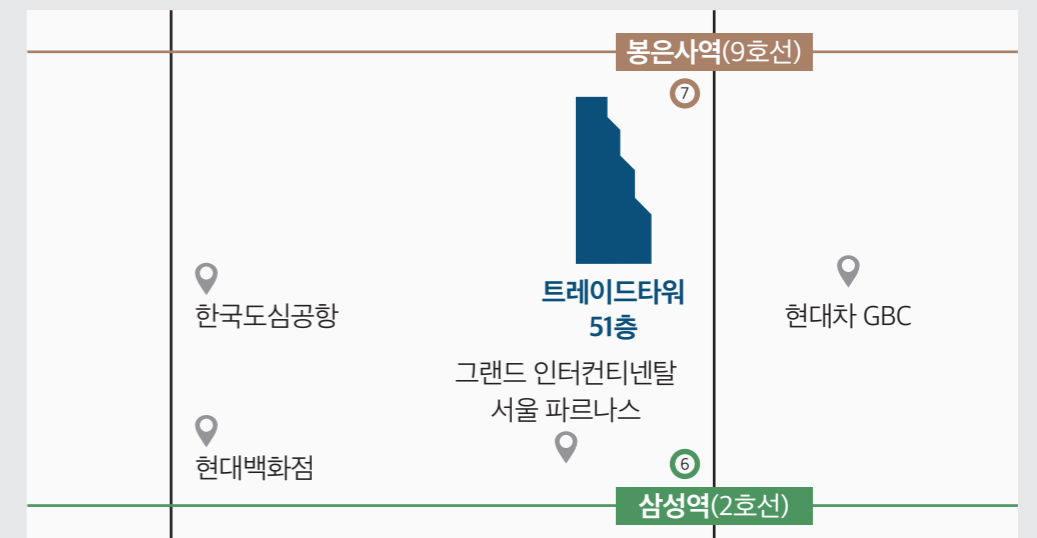 봉은사역(9호선)
7
한국도심공항
트레이드타워
51층
현대차 GBC
그랜드 인터컨티넨탈
서울 파르나스
현대백화점
6
삼성역(2호선)